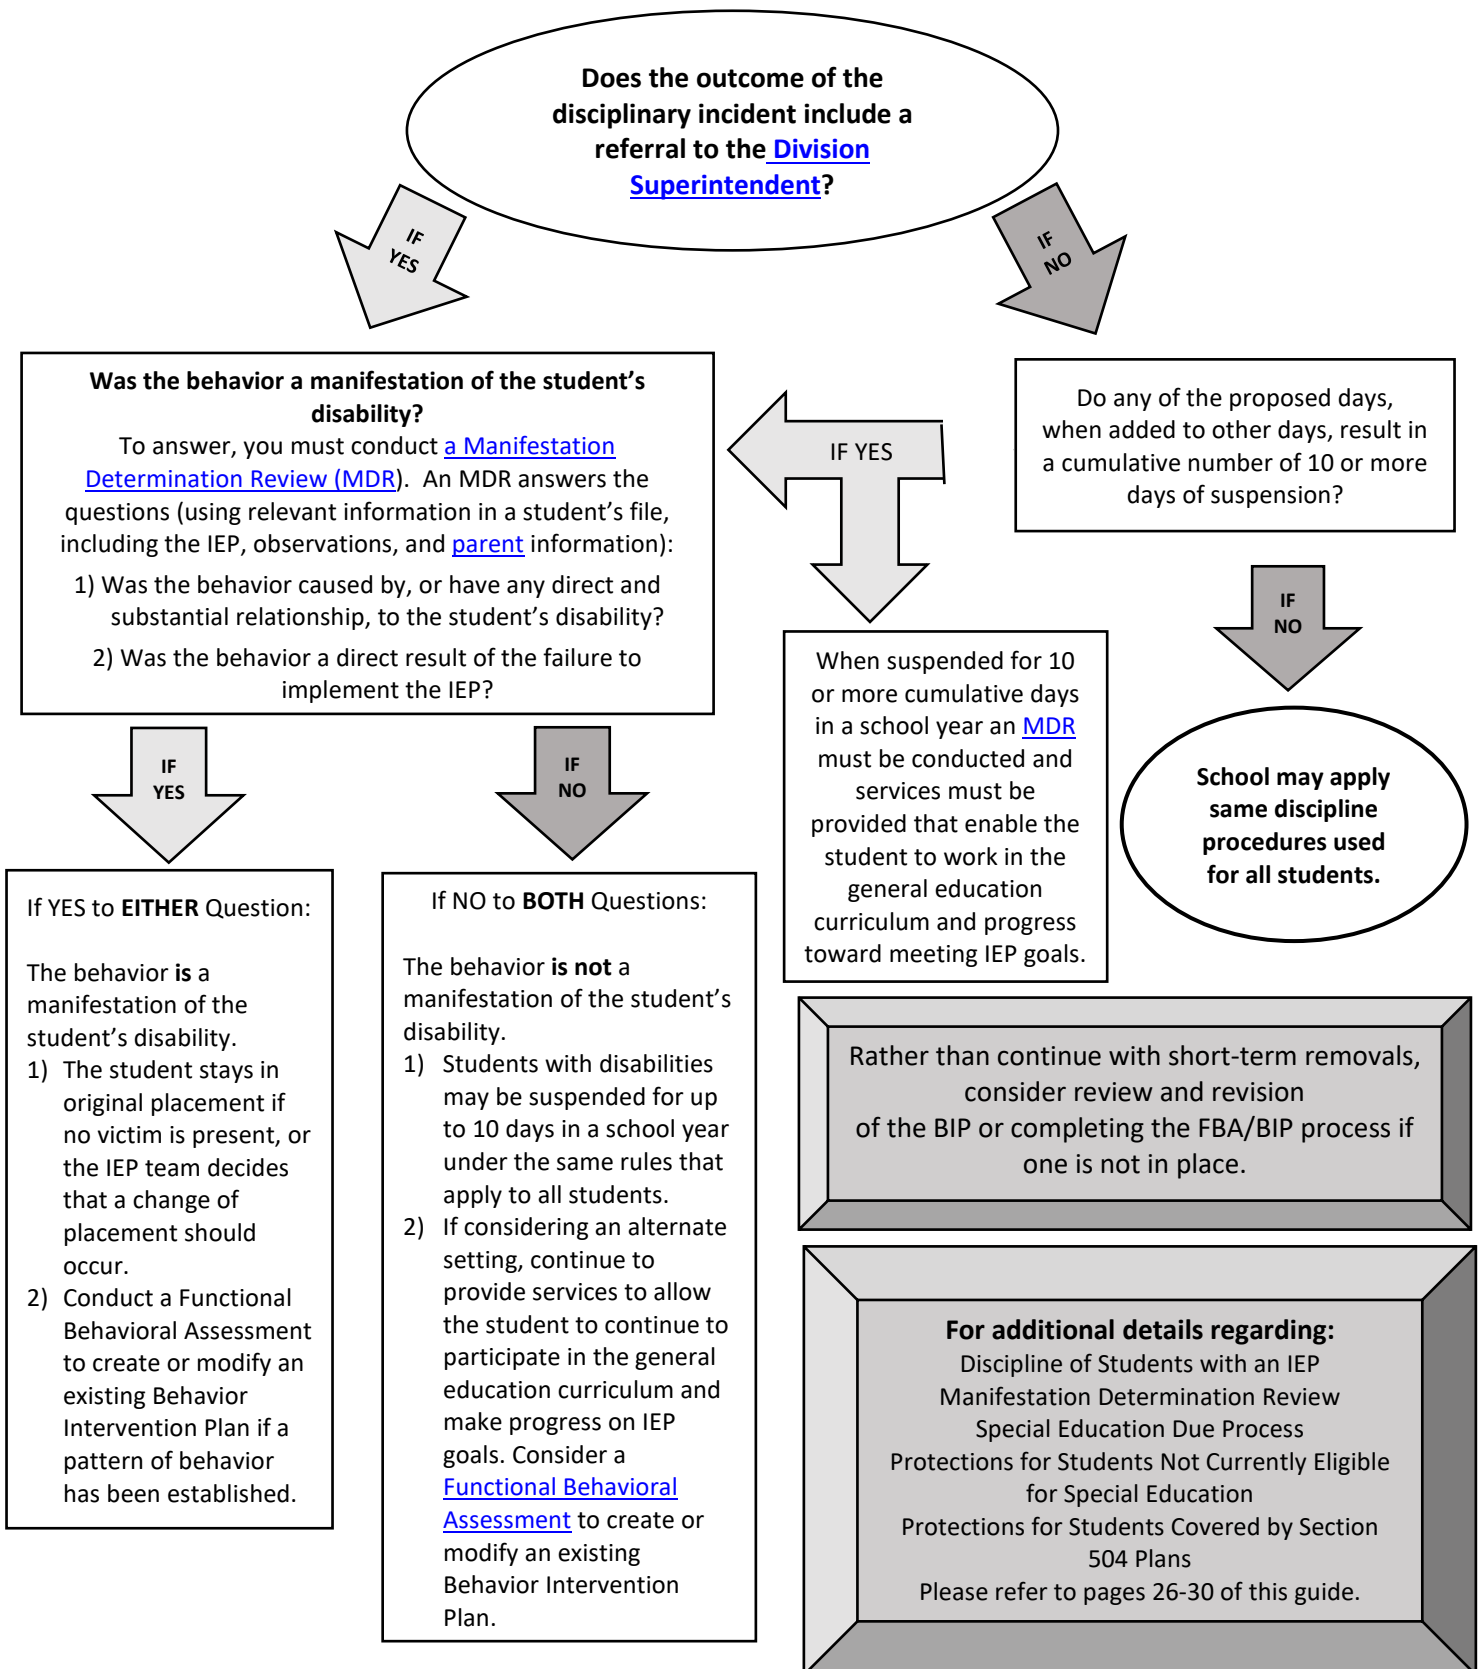 Does the outcome of the
disciplinary incident include a
referral to the Division
Superintendent?
IF
YES
IF
NO
Was the behavior a manifestation of the student's
disability?
To answer, you must conduct a Manifestation
Determination Review (MDR).  An MDR answers the
questions (using relevant information in a student's file,
including the IEP, observations, and parent information):
1) Was the behavior caused by, or have any direct and
substantial relationship, to the student's disability?
2) Was the behavior a direct result of the failure to
implement the IEP?
IF YES
Do any of the proposed days,
when added to other days, result in
a cumulative number of 10 or more
days of suspension?
IF
NO
When suspended for 10
or more cumulative days
in a school year an MDR
must be conducted and
services must be
provided that enable the
student to work in the
general education
curriculum and progress
toward meeting IEP goals.
School may apply
same discipline
procedures used
for all students.
IF
YES
IF
NO
If YES to EITHER Question:
The behavior is a
manifestation of the
student's disability.
1) The student stays in
original placement if
no victim is present, or
the IEP team decides
that a change of
placement should
occur.
2) Conduct a Functional
Behavioral Assessment
to create or modify an
existing Behavior
Intervention Plan if a
pattern of behavior
has been established.
If NO to BOTH Questions:
The behavior is not a
manifestation of the student's
disability.
1) Students with disabilities
may be suspended for up
to 10 days in a school year
under the same rules that
apply to all students.
2) If considering an alternate
setting, continue to
provide services to allow
the student to continue to
participate in the general
education curriculum and
make progress on IEP
goals. Consider a
Functional Behavioral
Assessment to create or
modify an existing
Behavior Intervention
Plan.
Rather than continue with short-term removals,
consider review and revision
of the BIP or completing the FBA/BIP process if
one is not in place.
For additional details regarding:
Discipline of Students with an IEP
Manifestation Determination Review
Special Education Due Process
Protections for Students Not Currently Eligible
for Special Education
Protections for Students Covered by Section
504 Plans
Please refer to pages 26-30 of this guide.